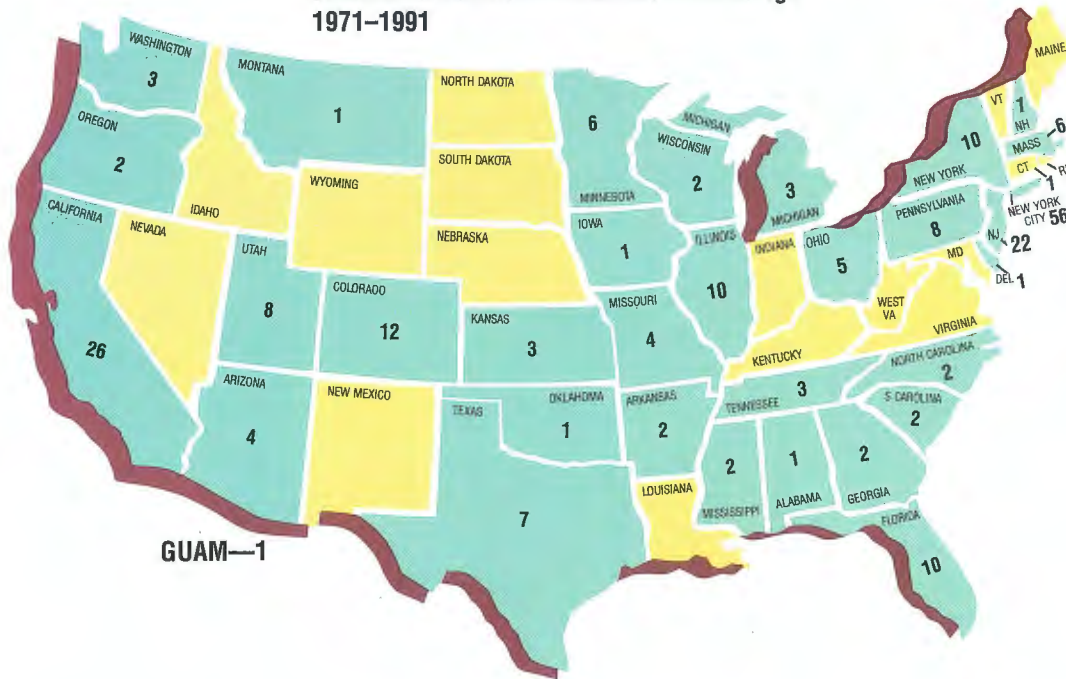 1971–1991
WASHINGTON
3
MONTANA
1
NORTH DAKOTA
MAINE
OREGON
2
IDAHO
WYOMING
SOUTH DAKOTA
6
MINNESOTA
MICHIGAN
WISCONSIN
2
3
MICHIGAN
VT
1
NH
10
NEW YORK
MASS
6
CT
1
NEW YORK
CITY 56
CALIFORNIA
26
NEVADA
UTAH
8
COLORADO
12
NEBRASKA
IOWA
1
ILLINOIS
10
INDIANA
OHIO
5
PENNSYLVANIA
8
NJ
22
MD
DEL 1
KANSAS
3
MISSOURI
4
WEST
VA
VIRGINIA
KENTUCKY
ARIZONA
4
NEW MEXICO
TEXAS
7
OKLAHOMA
1
ARKANSAS
2
TENNESSEE
3
NORTH CAROLINA
2
S CAROLINA
2
LOUISIANA
2
MISSISSIPPI
1
ALABAMA
2
GEORGIA
FLORIDA
10
GUAM—1